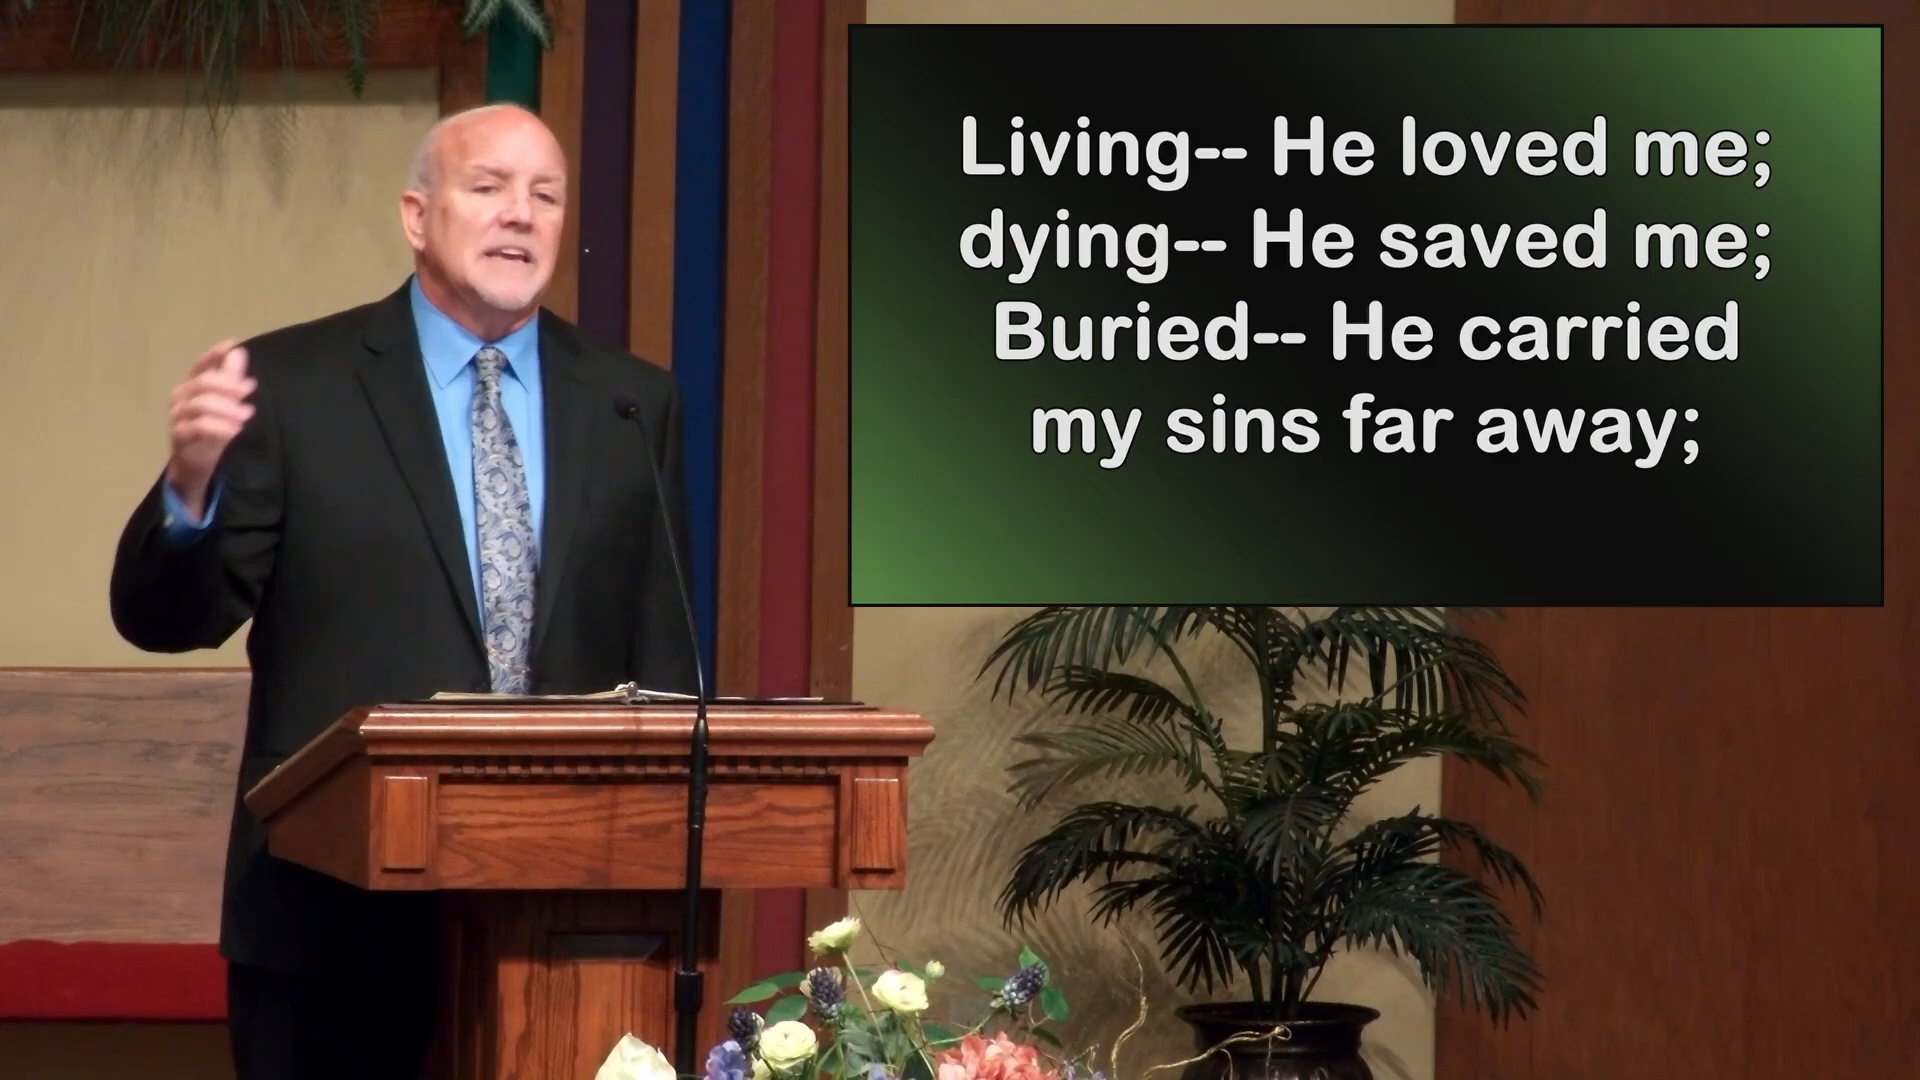 Living-- He loved me;
dying-- He saved me;
Buried-- He carried
my sins far away;